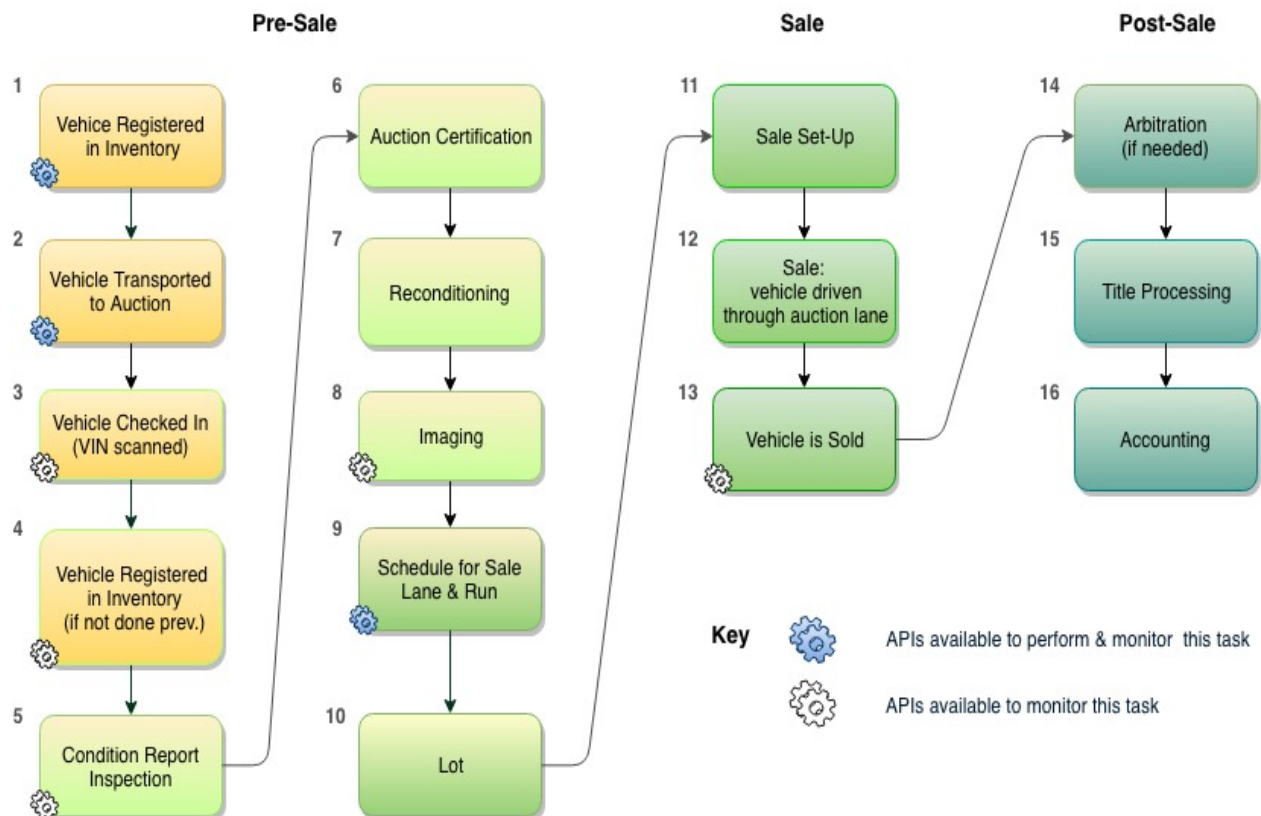 Pre-Sale
Sale
Post-Sale
1
Vehice Registered
in Inventory
2
Vehicle Transported
to Auction
3
Vehicle Checked In
(VIN scanned)
4
Vehicle Registered
in Inventory
(if not done prev.)
5
Condition Report
Inspection
6
Auction Certification
7
Reconditioning
8
Imaging
9
Schedule for Sale
Lane & Run
10
Lot
11
Sale Set-Up
12
Sale:
vehicle driven
through auction lane
13
Vehicle is Sold
14
Arbitration
(if needed)
15
Title Processing
16
Accounting
Key
APIs available to perform & monitor this task
APIs available to monitor this task